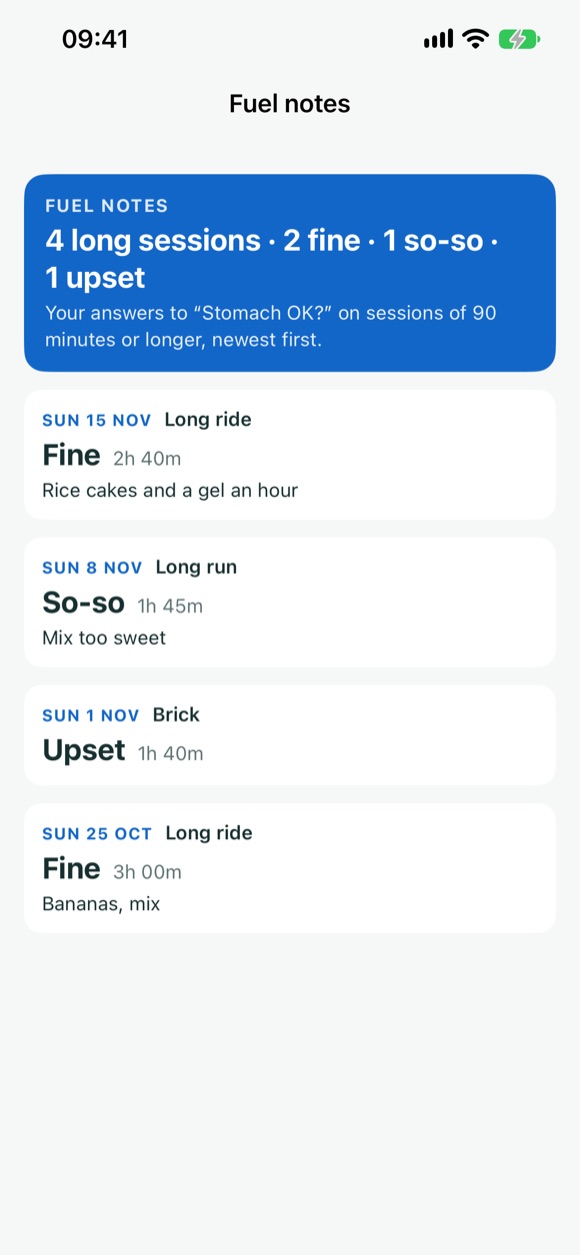 09:41
Fuel notes
FUEL NOTES
4 long sessions · 2 fine · 1 so-so ·
1 upset
Your answers to “Stomach OK?” on sessions of 90
minutes or longer, newest first.
SUN 15 NOV Long ride
Fine 2h 40m
Rice cakes and a gel an hour
SUN 8 NOV Long run
So-so 1h 45m
Mix too sweet
SUN 1 NOV Brick
Upset 1h 40m
SUN 25 OCT Long ride
Fine 3h 00m
Bananas, mix